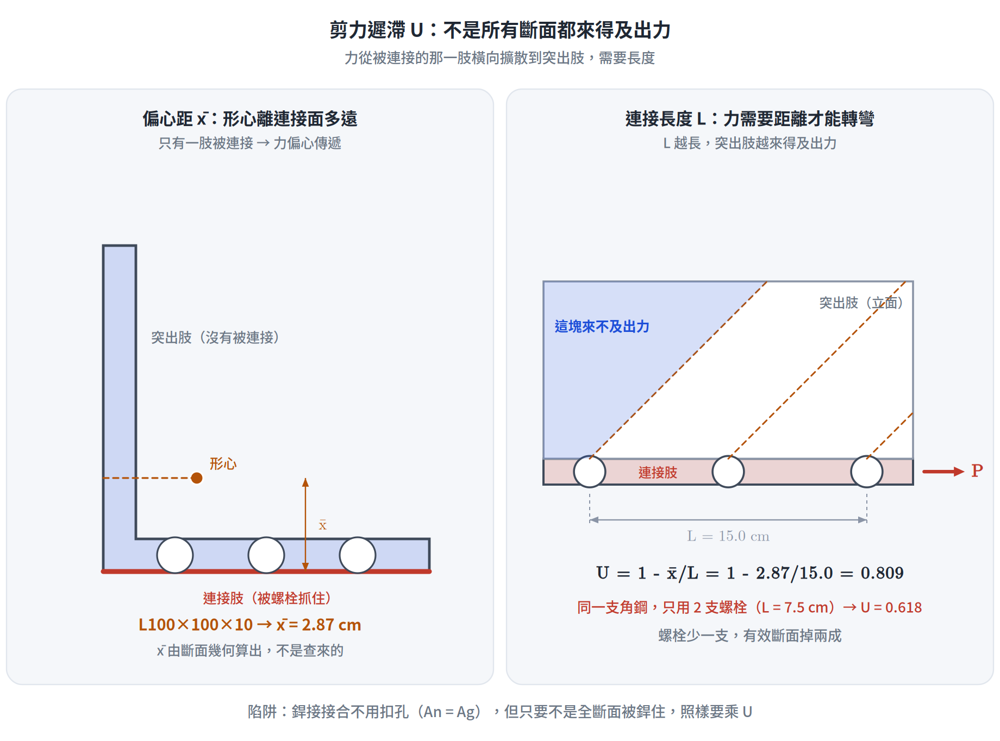 剪力遲滯 U：不是所有斷面都來得及出力
力從被連接的那一肢橫向擴散到突出肢，需要長度
偏心距 x̄：形心離連接面多遠
只有一肢被連接 → 力偏心傳遞
突出肢（沒有被連接）
形心
x̄
連接肢（被螺栓抓住）
L100×100×10 → x̄ = 2.87 cm
x̄ 由斷面幾何算出，不是查來的
連接長度 L：力需要距離才能轉彎
L 越長，突出肢越來得及出力
突出肢（立面）
這塊來不及出力
連接肢
P
L = 15.0 cm
U = 1 - x̄/L = 1 - 2.87/15.0 = 0.809
同一支角鋼，只用 2 支螺栓（L = 7.5 cm）→ U = 0.618
螺栓少一支，有效斷面掉兩成
陷阱：銲接接合不用扣孔（An = Ag），但只要不是全斷面被銲住，照樣要乘 U